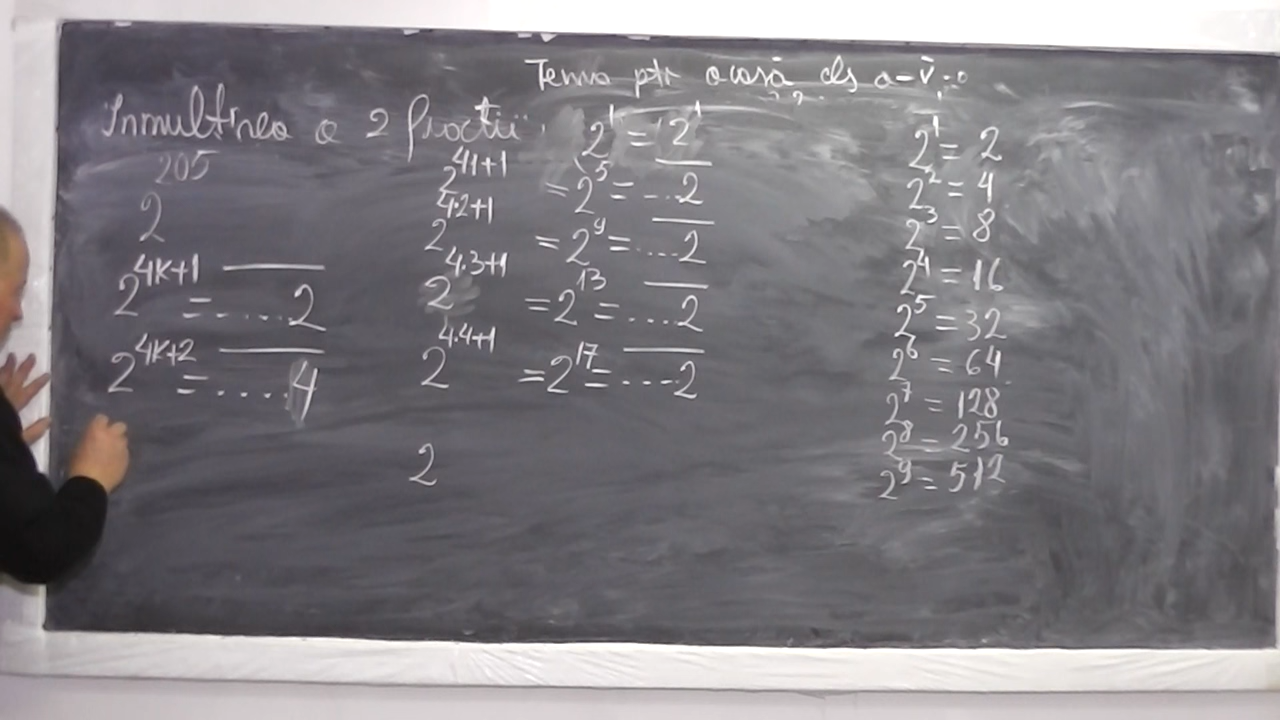 Tema ptr acasă cls a-V-a
Inmultirea a 2 fractii
2^205
2^{4k+1} = .....2
2^{4k+2} = .....4
2^1 = 2^1
2^{4·1+1} = 2^5 = ...2
2^{4·2+1} = 2^9 = ....2
2^{4·3+1} = 2^13 = ....2
2^{4·4+1} = 2^17 = ....2
2
2^1 = 2
2^2 = 4
2^3 = 8
2^4 = 16
2^5 = 32
2^6 = 64
2^7 = 128
2^8 = 256
2^9 = 512